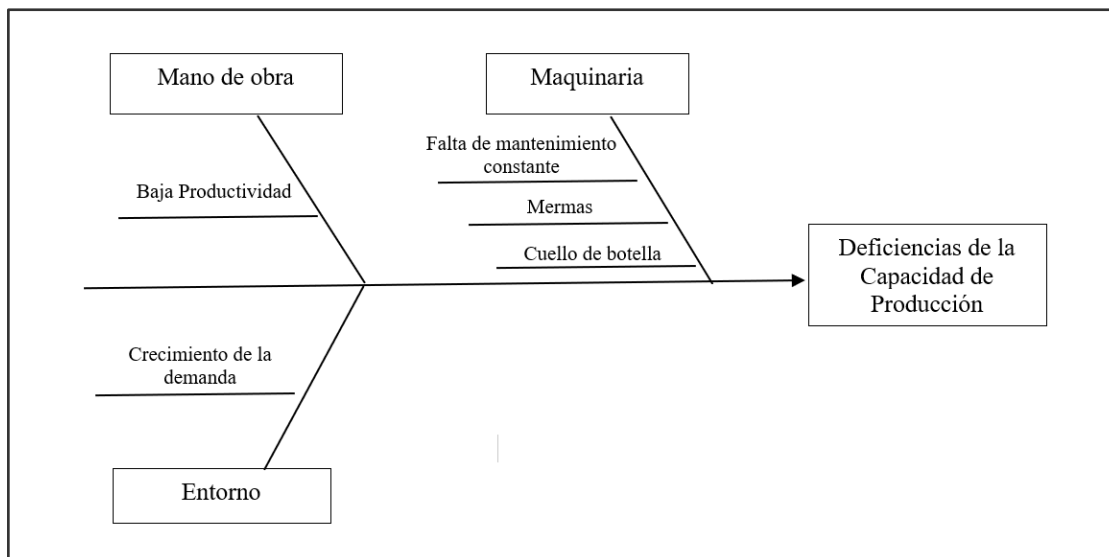 Mano de obra
Maquinaria
Falta de mantenimiento
constante
Baja Productividad
Mermas
Cuello de botella
Deficiencias de la
Capacidad de
Producción
Crecimiento de la
demanda
Entorno